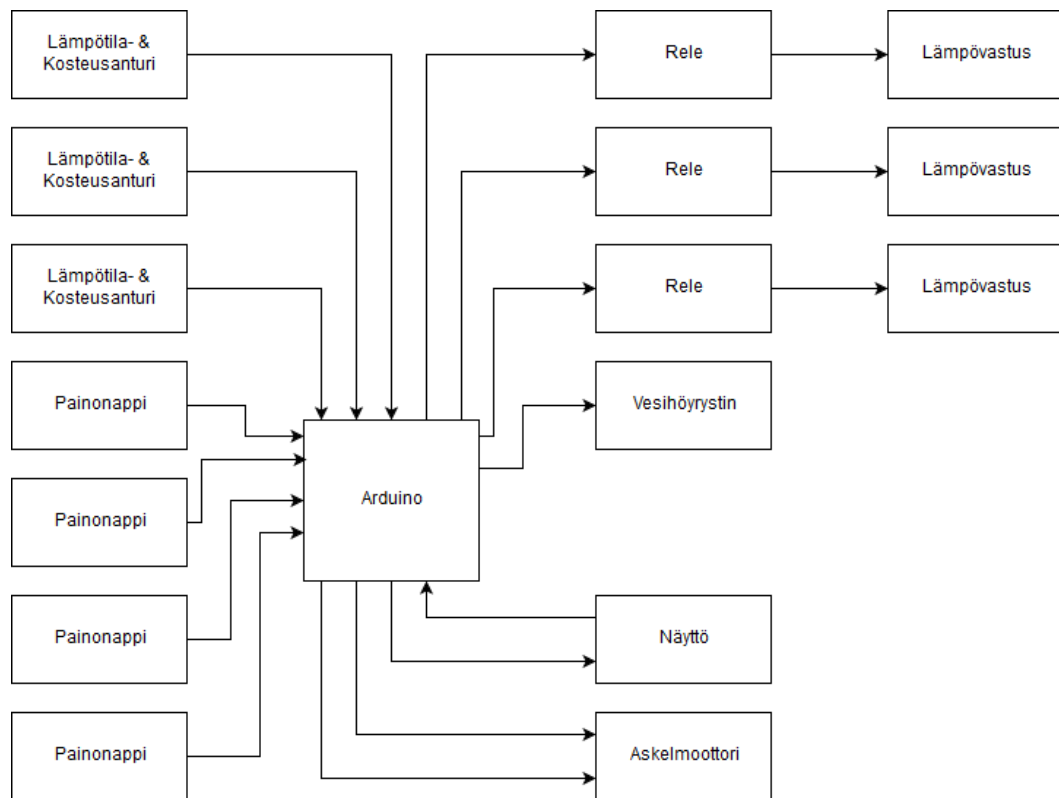 Lämpötila- &
Kosteusanturi
Rele
Lämpövastus
Lämpötila- &
Kosteusanturi
Rele
Lämpövastus
Lämpötila- &
Kosteusanturi
Rele
Lämpövastus
Painonappi
Vesihöyrystin
Arduino
Painonappi
Painonappi
Näyttö
Painonappi
Askelmoottori